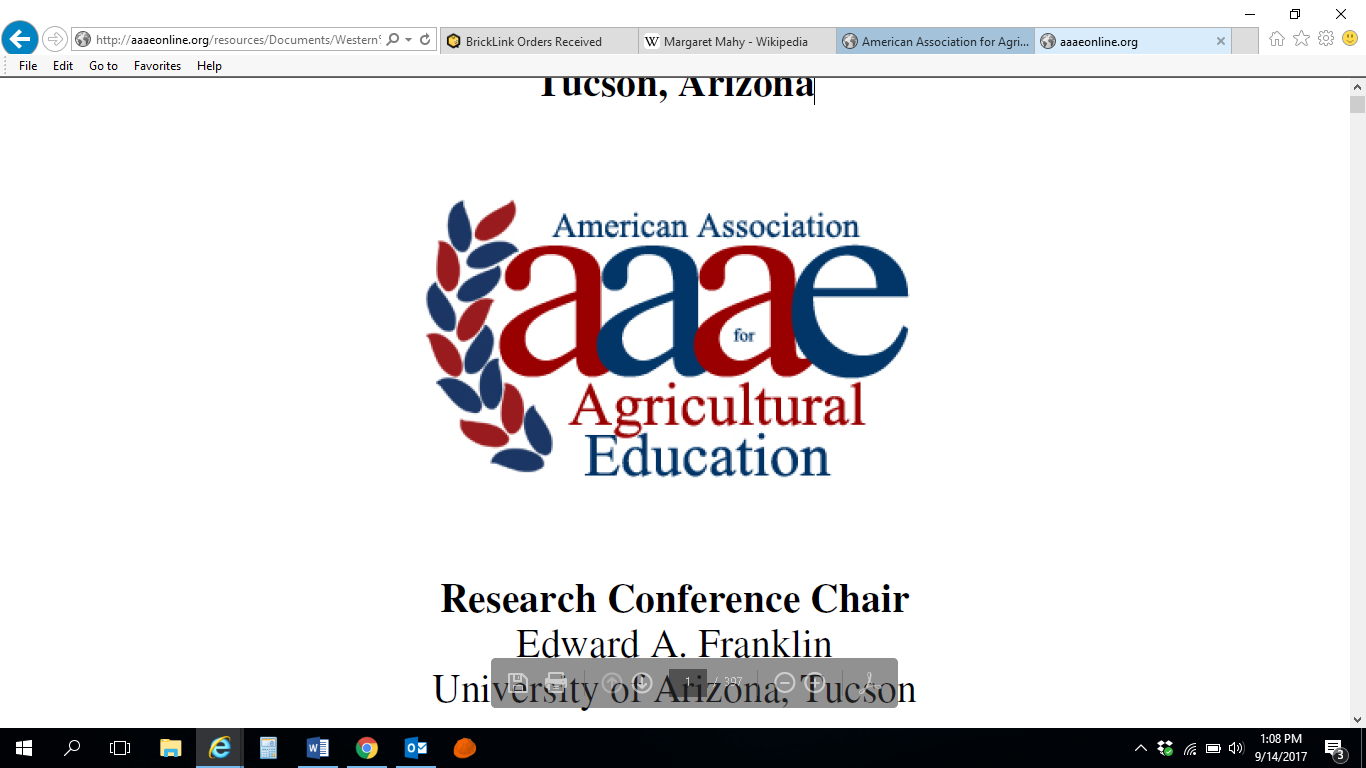 http://aaaeonline.org/resources/Documents/Western%
BrickLink Orders Received
Margaret Mahy - Wikipedia
American Association for Agri...
aaaeonline.org
File Edit Go to Favorites Help
Tucson, Arizona
American Association
aaae
for
Agricultural
Education
Research Conference Chair
Edward A. Franklin
University of Arizona, Tucson
1 / 397
1:08 PM
9/14/2017
3